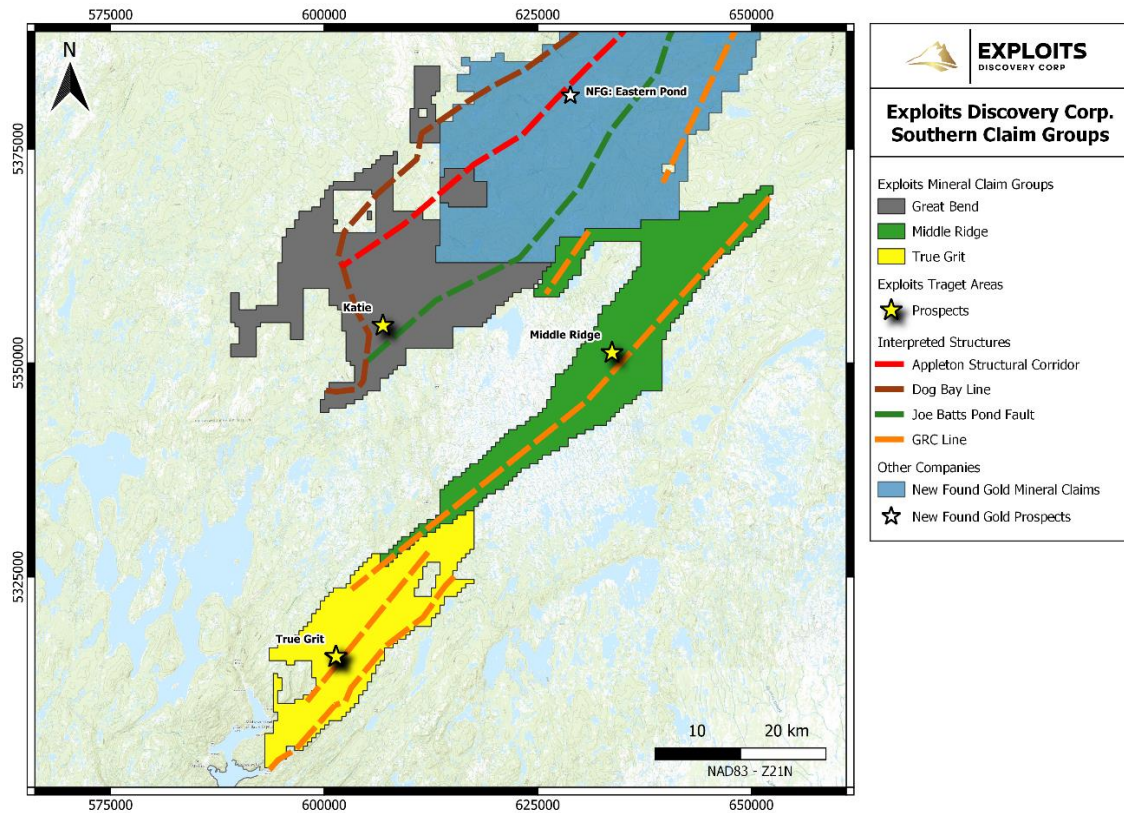 575000
600000
625000
650000
N
NFG: Eastern Pond
5375000
5375000
Katie
Middle Ridge
5350000
5350000
5325000
5325000
True Grit
10
20 km
NAD83 - Z21N
575000
600000
625000
650000
EXPLOITS
DISCOVERY CORP
Exploits Discovery Corp.
Southern Claim Groups
Exploits Mineral Claim Groups
Great Bend
Middle Ridge
True Grit
Exploits Traget Areas
Prospects
Interpreted Structures
Appleton Structural Corridor
Dog Bay Line
Joe Batts Pond Fault
GRC Line
Other Companies
New Found Gold Mineral Claims
New Found Gold Prospects